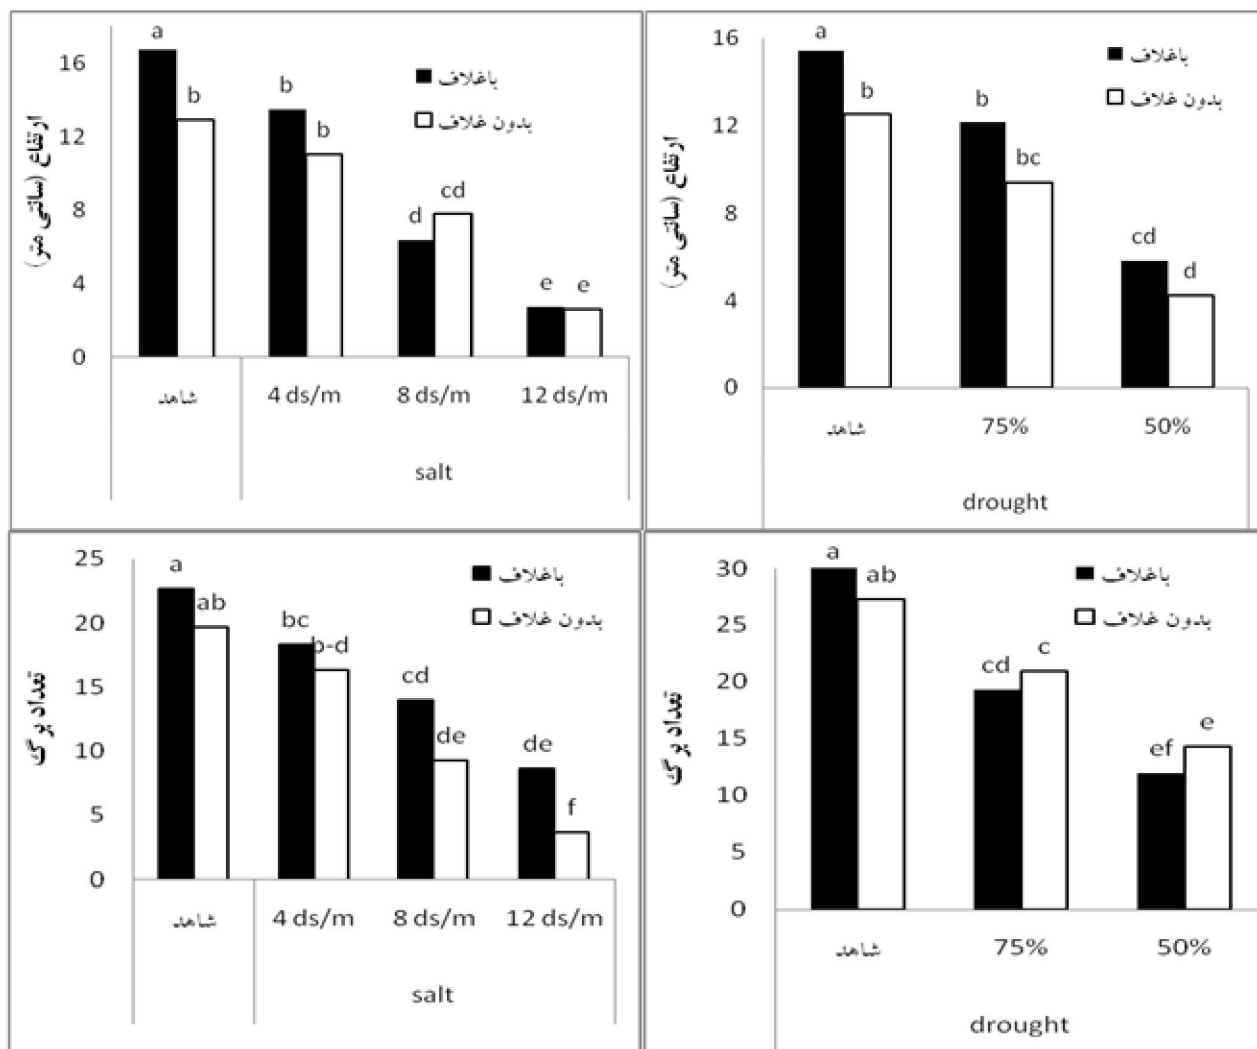 a
16
b
باغلاف
بدون غلاف
b
b
12
ارتفاع (سانتی متر)
cd
8
d
4
e e
0
شاهد 4 ds/m 8 ds/m 12 ds/m
salt
16
a
باغلاف
بدون غلاف
b
b
12
ارتفاع (سانتی متر)
bc
8
cd
d
4
0
شاهد 75% 50%
drought
25
a
باغلاف
بدون غلاف
ab
20
bc
b-d
تعداد برگ
15
cd
10
de de
5
f
0
شاهد 4 ds/m 8 ds/m 12 ds/m
salt
30
a
ab
باغلاف
بدون غلاف
25
c
20
cd
تعداد برگ
15
e
ef
10
5
0
شاهد 75% 50%
drought